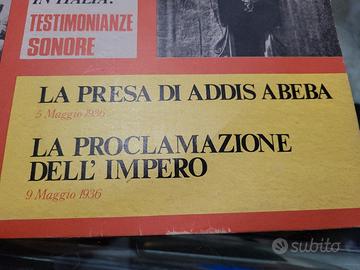 IN ITALIA:
TESTIMONIANZE
SONORE
LA PRESA DI ADDIS ABEBA
5 Maggio 1936
LA PROCLAMAZIONE
DELL' IMPERO
9 Maggio 1936
subito